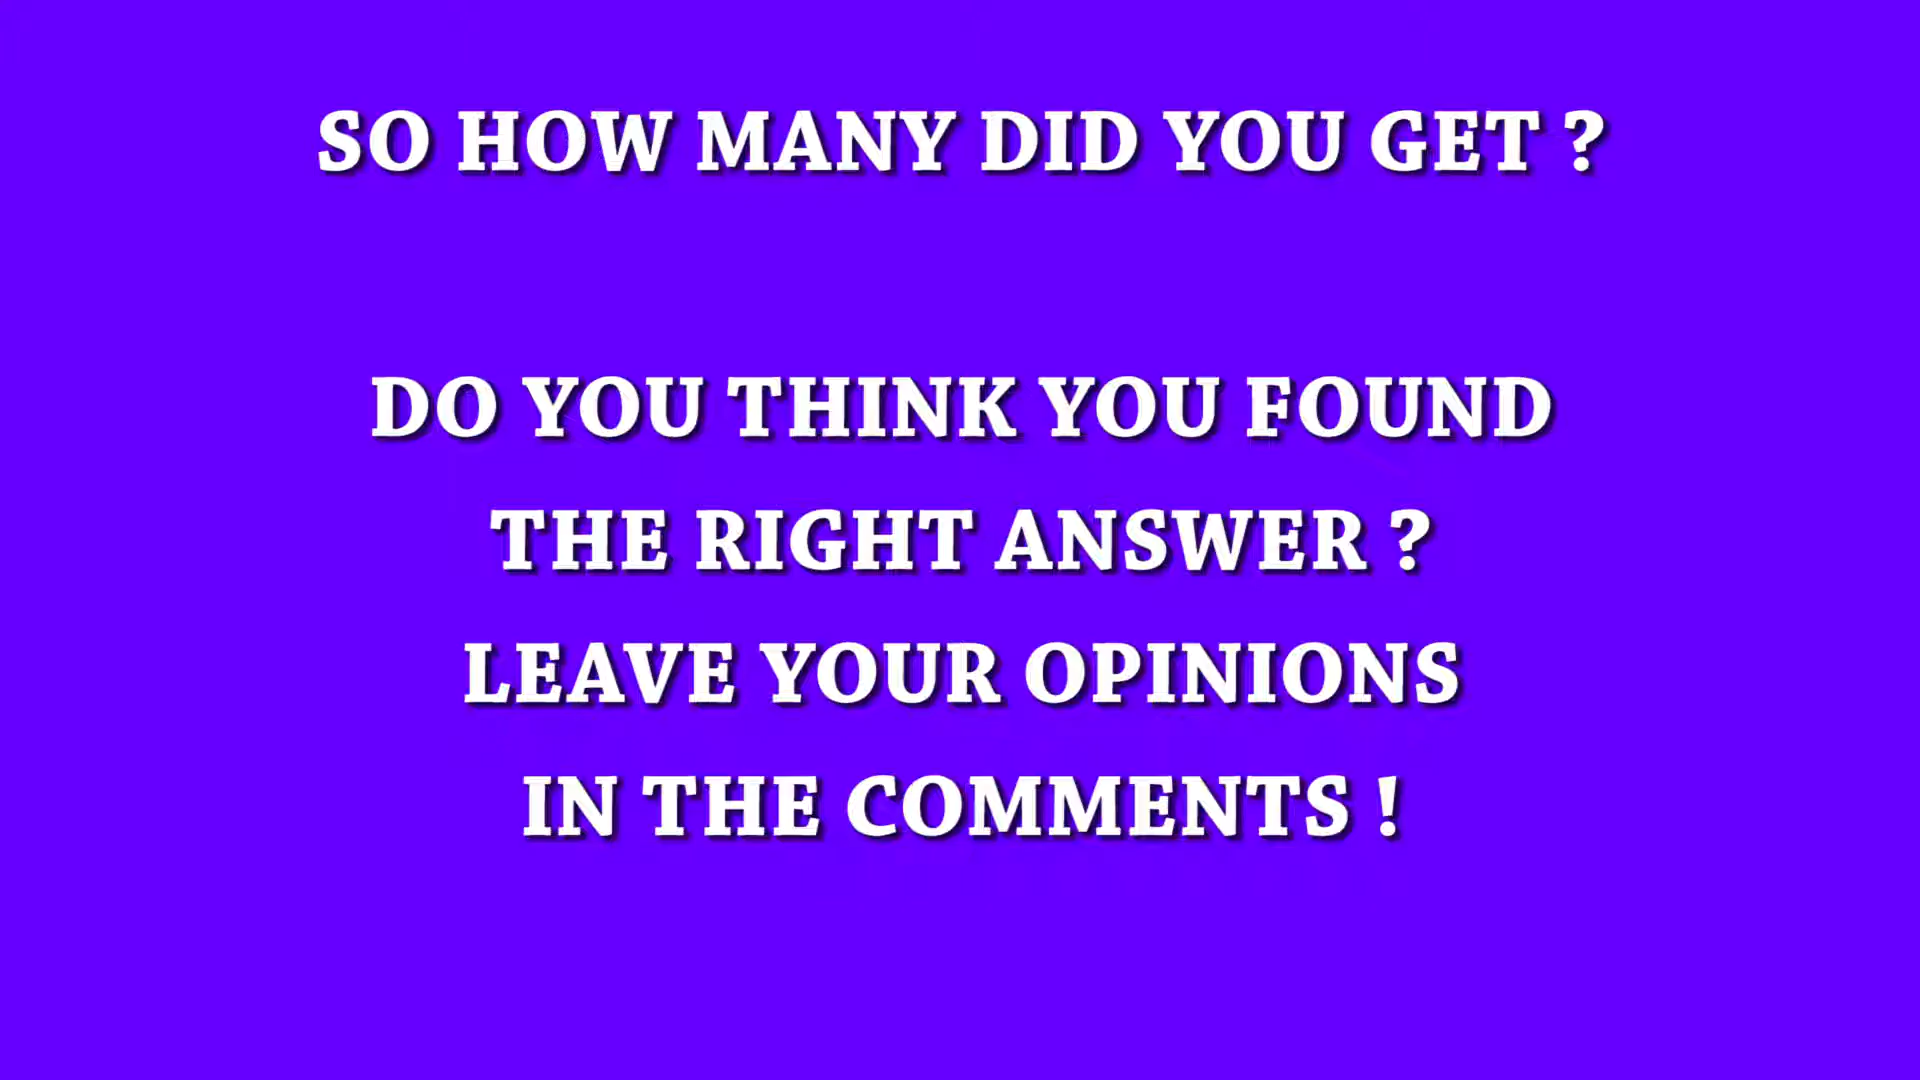 SO HOW MANY DID YOU GET ?
DO YOU THINK YOU FOUND
THE RIGHT ANSWER ?
LEAVE YOUR OPINIONS
IN THE COMMENTS !